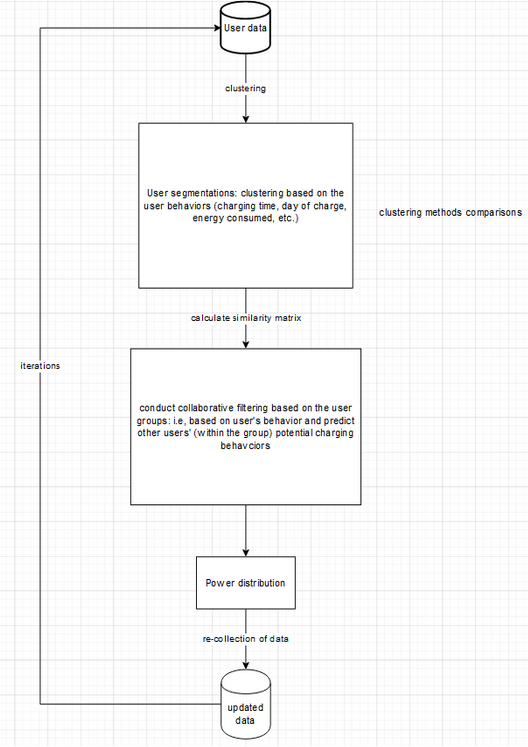 User data
clustering
User segmentations: clustering based on the
user behaviors (charging time, day of charge,
energy consumed, etc.)
clustering methods comparisons
calculate similarity matrix
iterations
conduct collaborative filtering based on the user
groups: i.e, based on user's behavior and predict
other users' (within the group) potential charging
behavciors
Power distribution
re-collection of data
updated
data